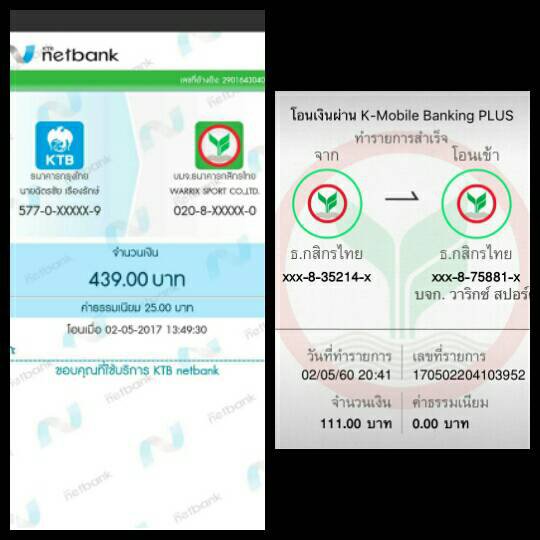 KTB
netbank
เลขที่อ้างอิง 2901643040
KTB
ธนาคารกรุงไทย
นายฉัตรชัย เรืองรักษ์
577-0-XXXXX-9
บมจ.ธนาคารกสิกรไทย
WARRIX SPORT CO.,LTD.
020-8-XXXXX-0
จำนวนเงิน
439.00 บาท
ค่าธรรมเนียม 25.00 บาท
โอนเมื่อ 02-05-2017 13:49:30
ขอบคุณที่ใช้บริการ KTB netbank
โอนเงินผ่าน K-Mobile Banking PLUS
ทำรายการสำเร็จ
จาก
โอนเข้า
ธ.กสิกรไทย
xxx-8-35214-x
ธ.กสิกรไทย
xxx-8-75881-x
บจก. วาริกซ์ สปอร์
วันที่ทำรายการ
02/05/60 20:41
เลขที่รายการ
170502204103952
จำนวนเงิน
111.00 บาท
ค่าธรรมเนียม
0.00 บาท